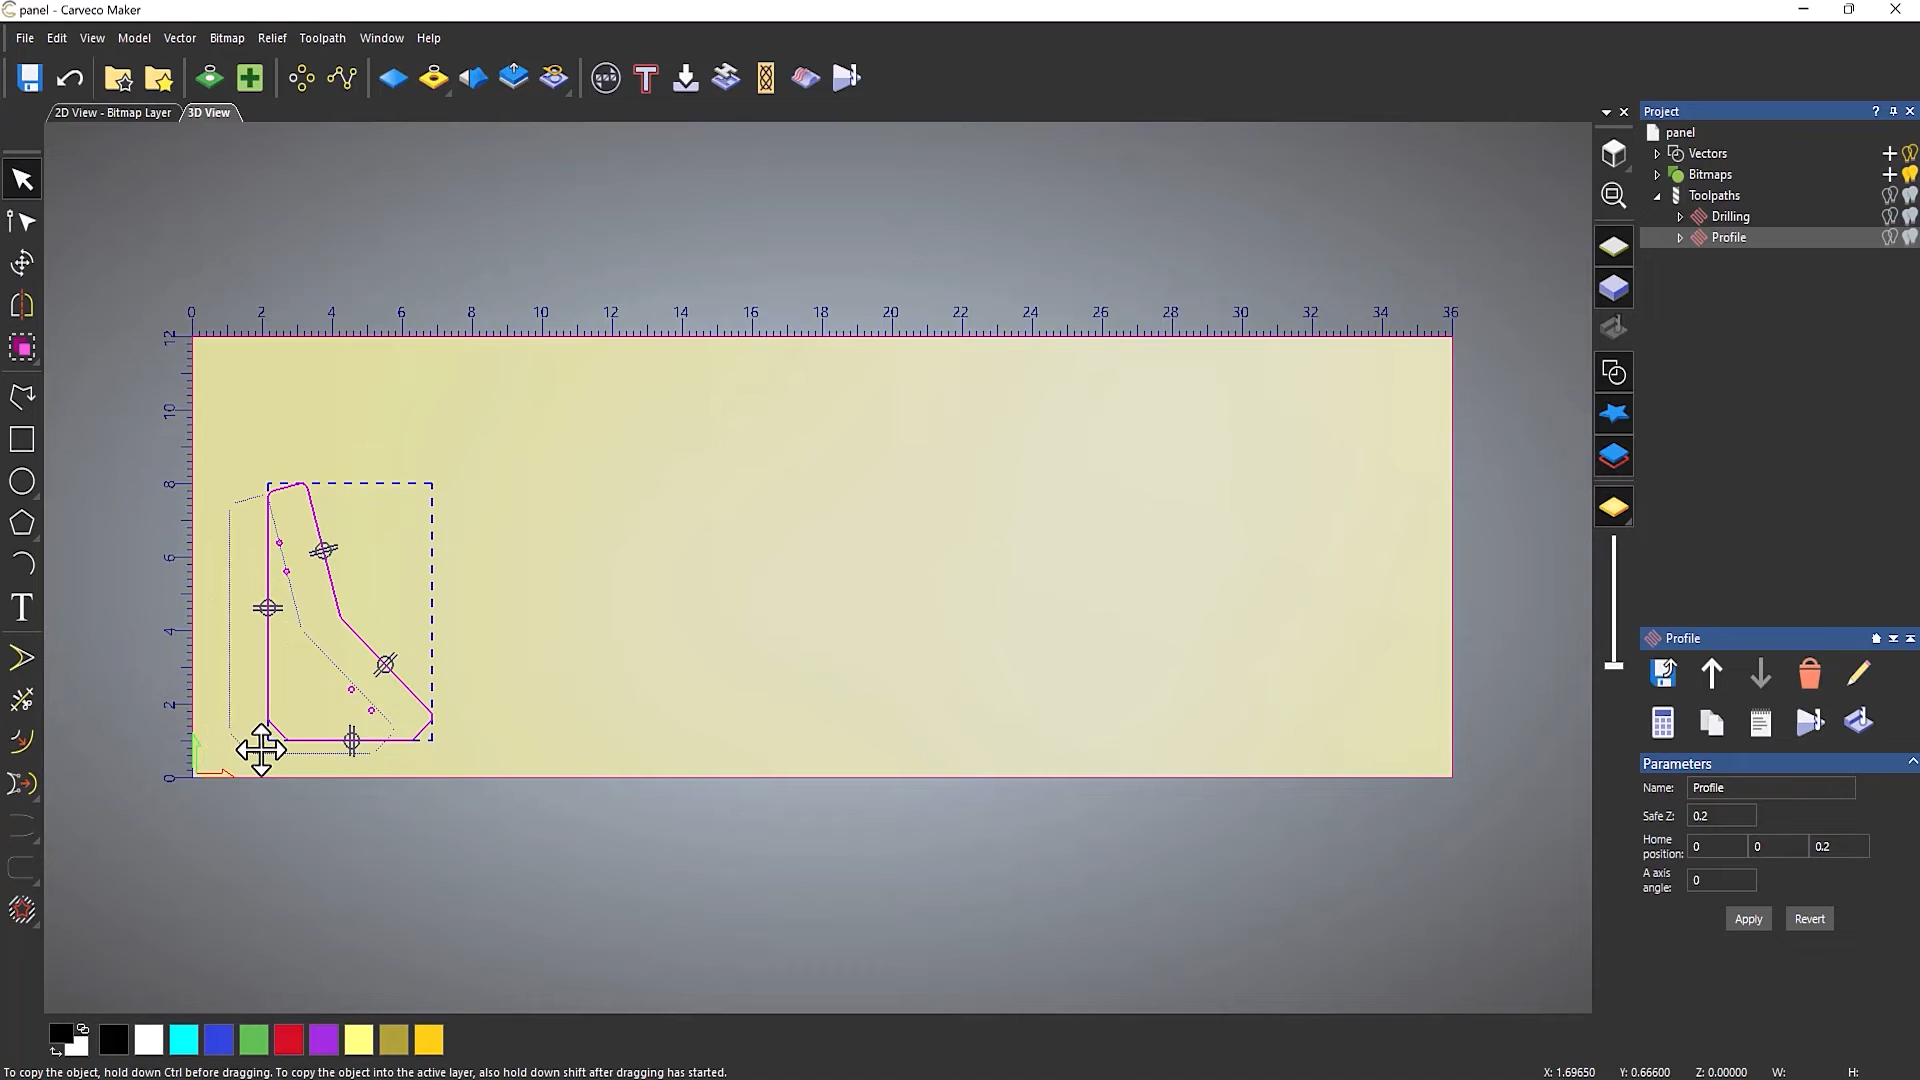 panel - Carveco Maker
File Edit View Model Vector Bitmap Relief Toolpath Window Help
2D View - Bitmap Layer 3D View
Project ?
panel
Vectors
Bitmaps
Toolpaths
Drilling
Profile
0 2 4 6 8 10 12 14 16 18 20 22 24 26 28 30 32 34 36
12
10
8
6
4
2
0
T
T
Profile
Parameters
Name: Profile
Safe Z: 0.2
Home position: 0 0 0.2
A axis angle: 0
Apply Revert
To copy the object, hold down Ctrl before dragging. To copy the object into the active layer, also hold down shift after dragging has started.
X: 1.69650 Y: 0.66600 Z: 0.00000 W: H: